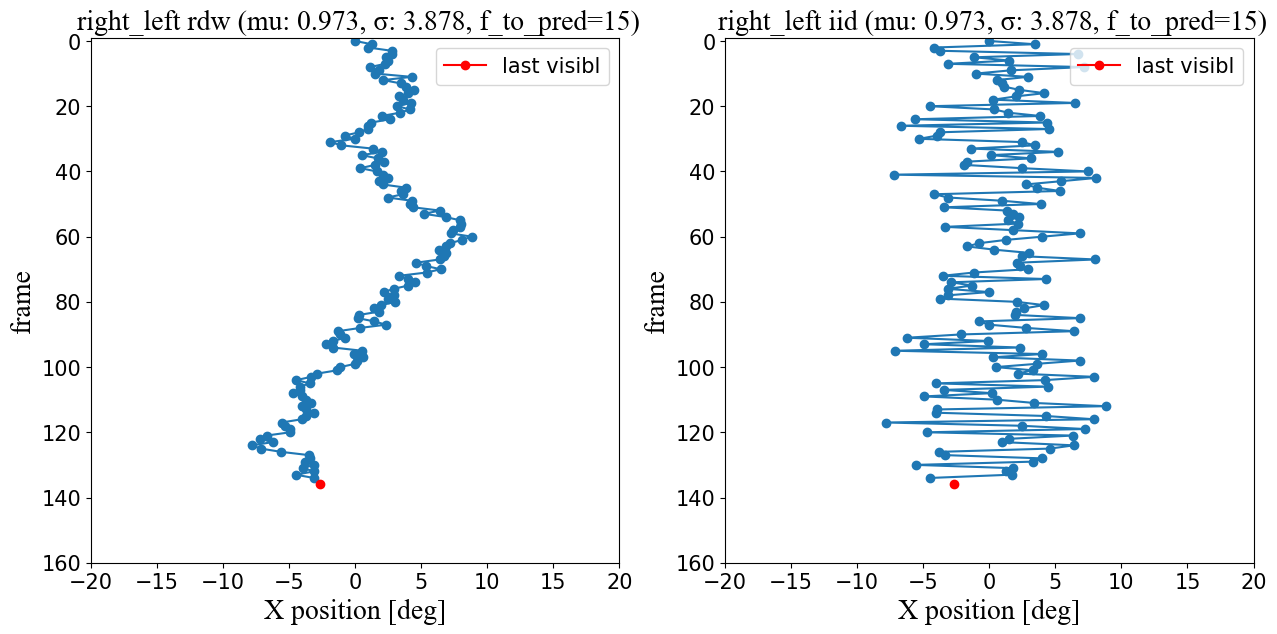 right_left rdw (mu: 0.973, σ: 3.878, f_to_pred=15)
last visibl
0
20
40
60
80
100
120
140
160
frame
−20 −15 −10 −5 0 5 10 15 20
X position [deg]
right_left iid (mu: 0.973, σ: 3.878, f_to_pred=15)
last visibl
0
20
40
60
80
100
120
140
160
frame
−20 −15 −10 −5 0 5 10 15 20
X position [deg]